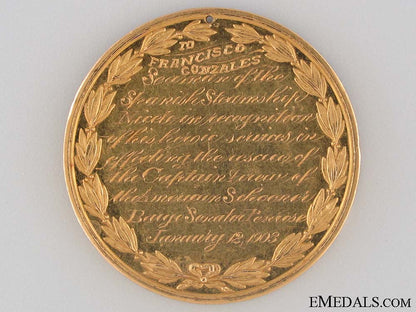 TO
FRANCISCO
GONZALES
Seaman of the
Spanish Steamship
in recognition
of his heroic services in
effecting the rescue of
the Captain & crew of
the American Schooner
Barge Senator Penrose
January 12, 1903
EMEDALS.COM